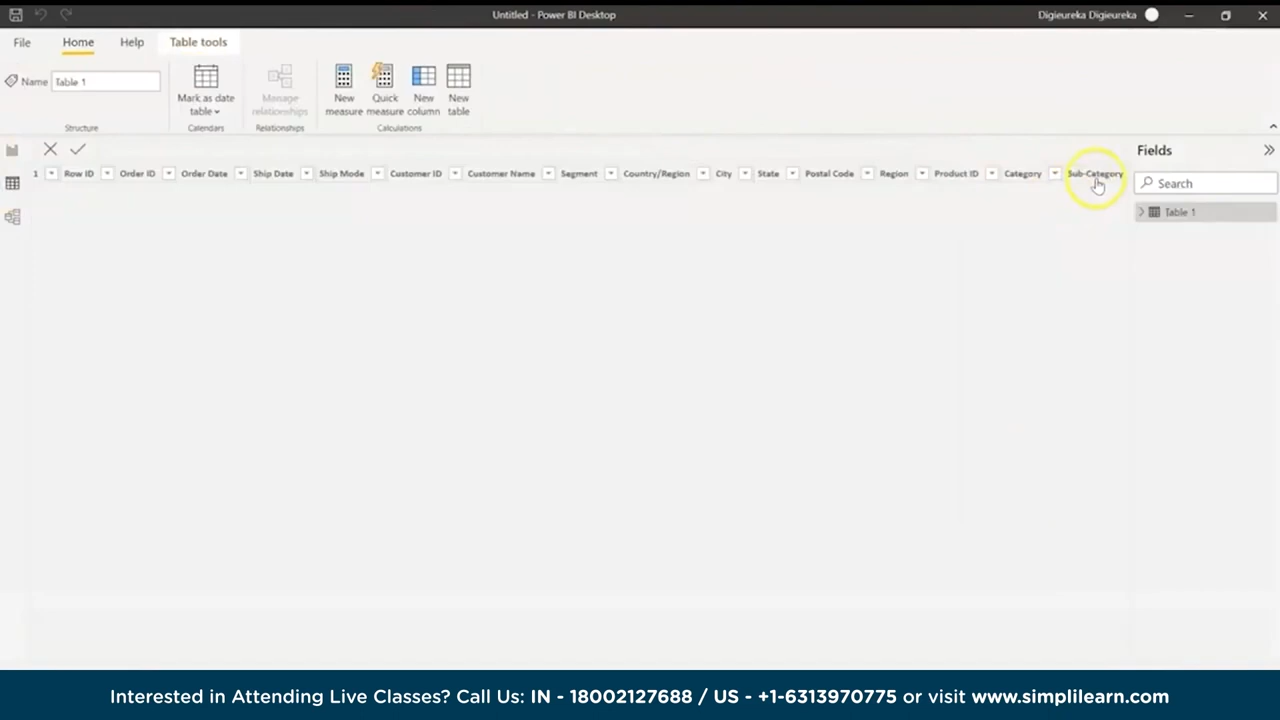 Untitled - Power BI Desktop
Digieureka Digieureka
File Home Help Table tools
Name Table 1
Mark as date table
Manage relationships
New measure
Quick measure
New column
New table
Structure Calendars Relationships Calculations
1 Row ID Order ID Order Date Ship Date Ship Mode Customer ID Customer Name Segment Country/Region City State Postal Code Region Product ID Category Sub-Category
Fields
Search
Table 1
Interested in Attending Live Classes? Call Us: IN - 18002127688 / US - +1-6313970775 or visit www.simplilearn.com